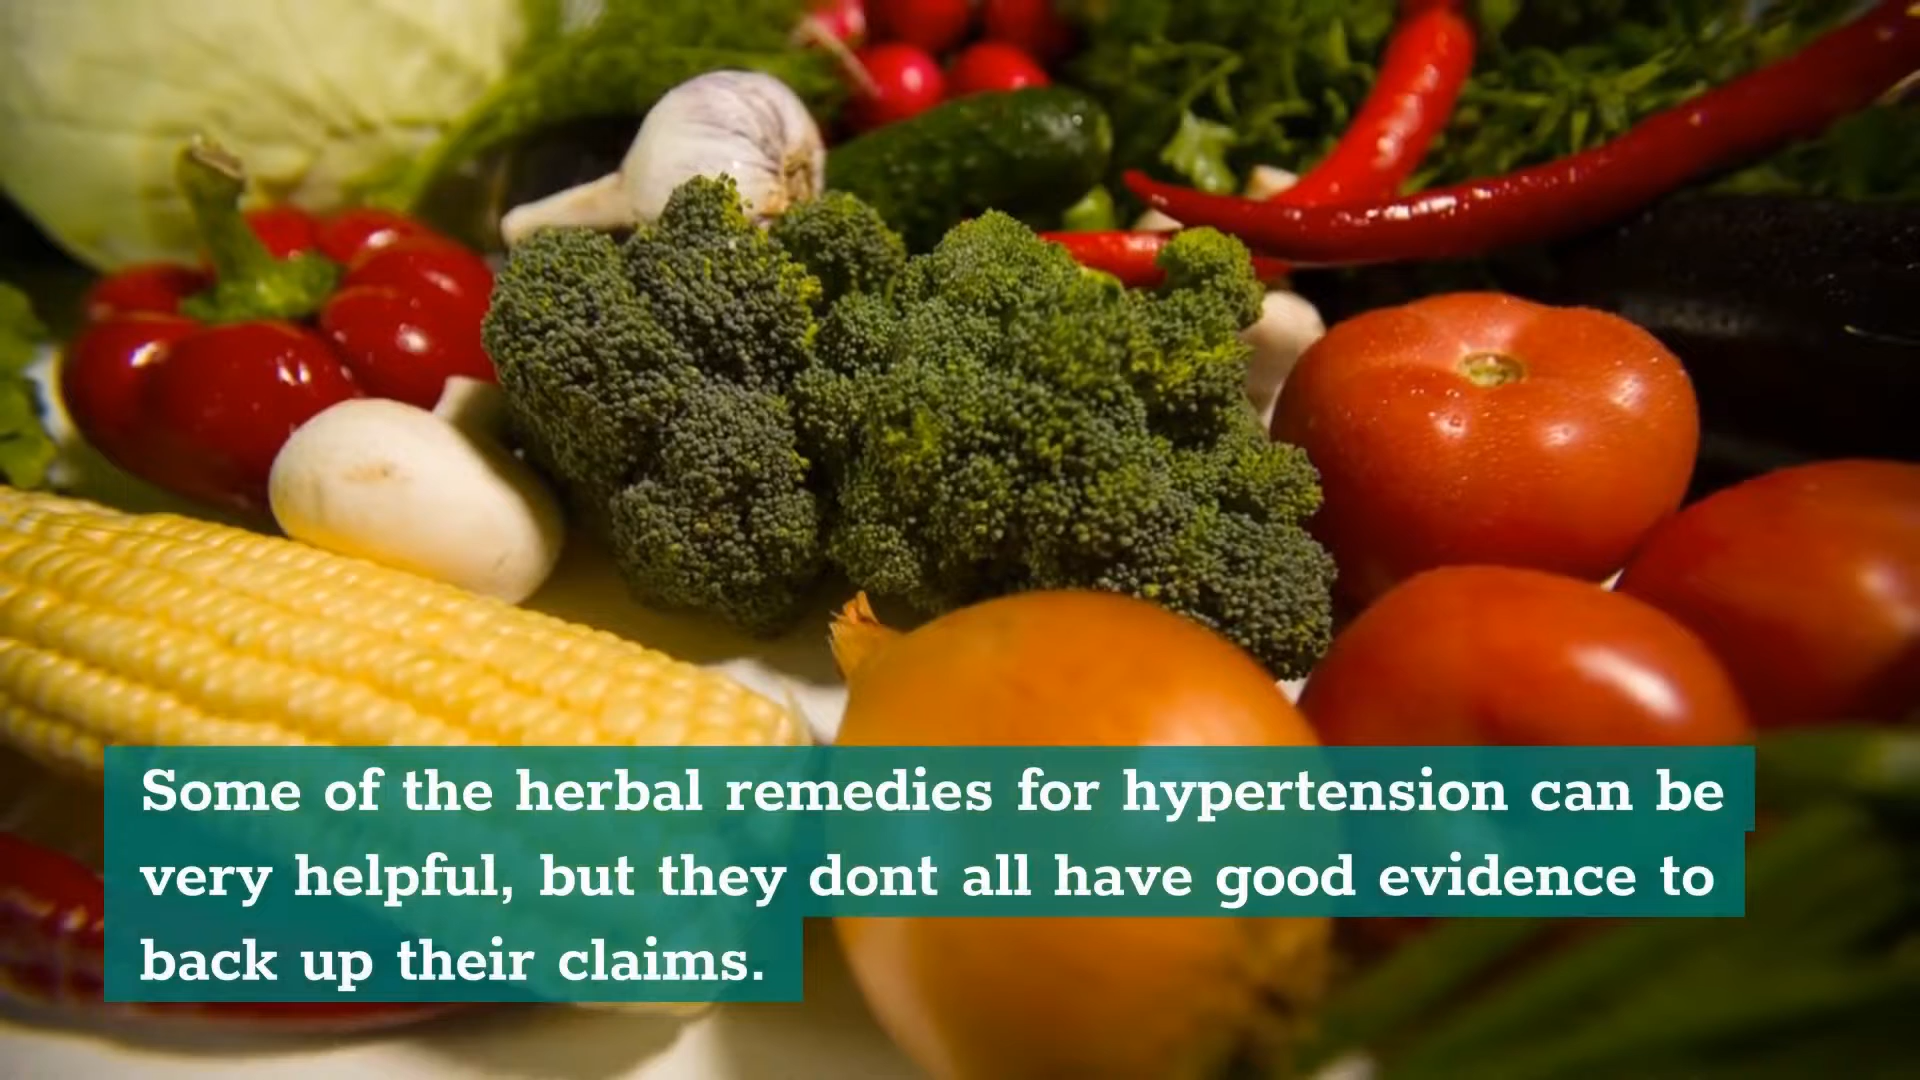 Some of the herbal remedies for hypertension can be
very helpful, but they dont all have good evidence to
back up their claims.